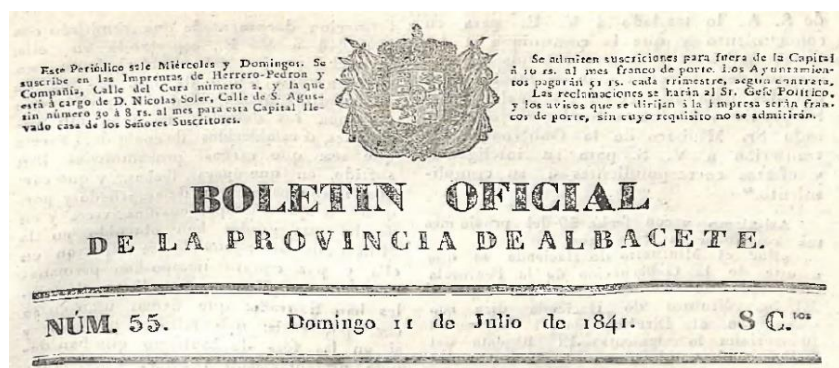 Este Periódico sale Miércoles y Domingos. Se
suscribe en las Imprentas de Herrero-Pedron y
Compañia, Calle del Cura número 2, y la que
está á cargo de D. Nicolas Soler, Calle de S. Agus-
tin número 30 á 8 rs. al mes para esta Capital lle-
vado casa de los Señores Suscritores.
Se admiten suscriciones para fuera de la Capital
á 10 rs. al mes franco de porte. Los Ayuntamien-
tos pagarán 51 rs. cada trimestre, segun contrata.
Las reclamaciones se harán al Sr. Gefe Político,
y los avisos que se dirijan á la Impresa serán fran-
cos de porte, sin cuyo requisito no se admitirán.
BOLETIN OFICIAL
DE LA PROVINCIA DE ALBACETE.
NÚM. 55. Domingo 11 de Julio de 1841. 8 C.tos